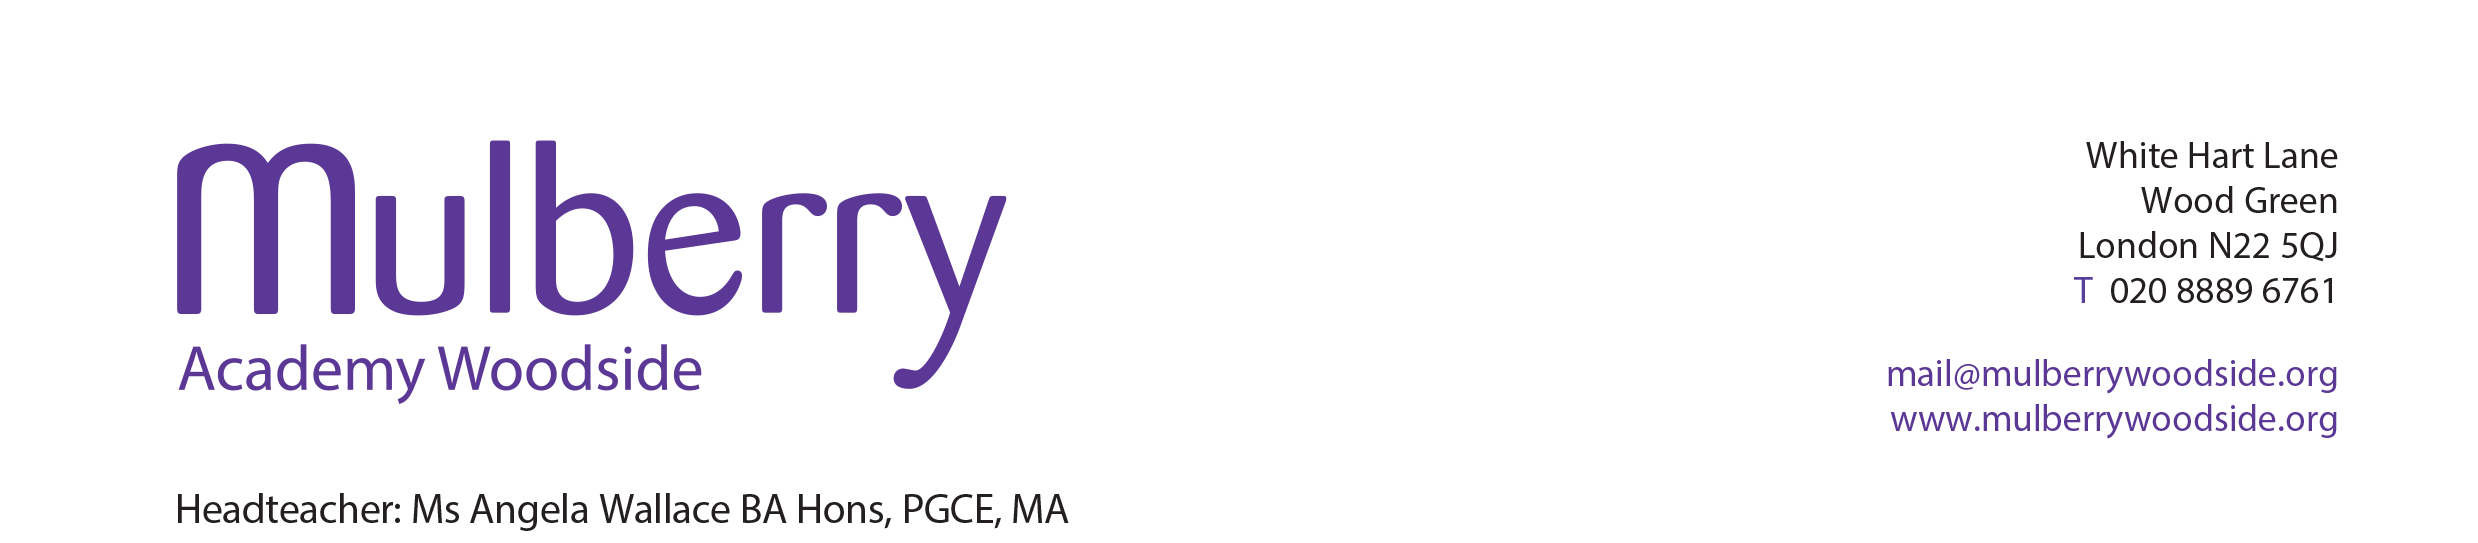 Mulberry
Academy Woodside
Headteacher: Ms Angela Wallace BA Hons, PGCE, MA
White Hart Lane
Wood Green
London N22 5QJ
T 020 8889 6761
mail@mulberrywoodside.org
www.mulberrywoodside.org